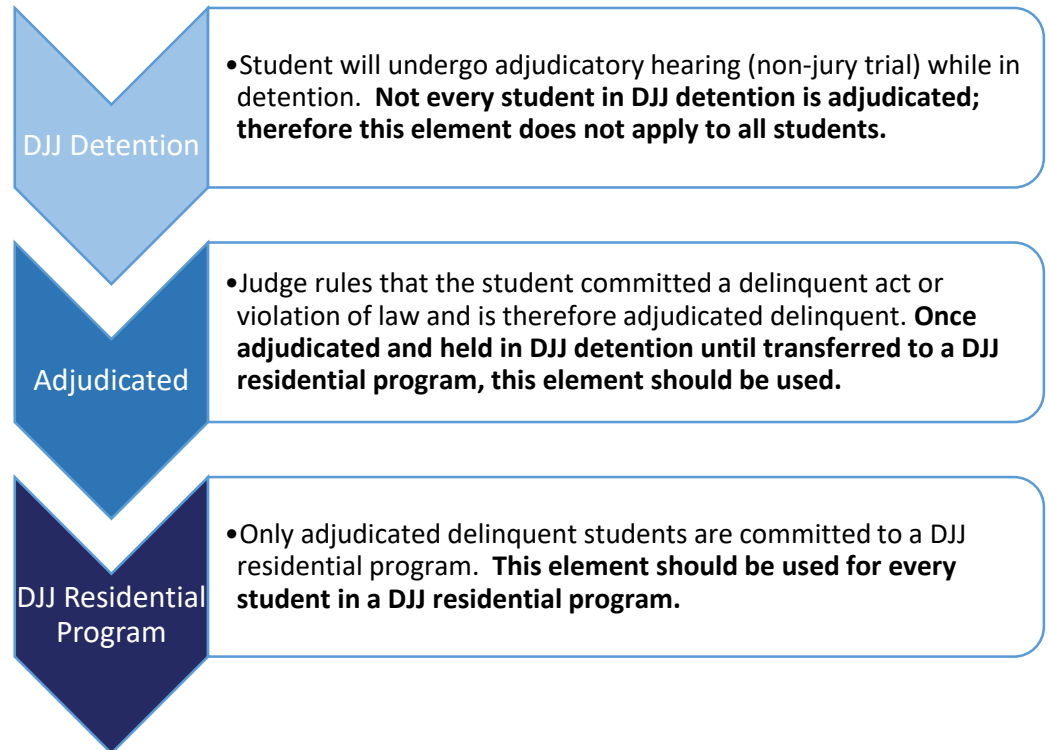 DJJ Detention
•Student will undergo adjudicatory hearing (non-jury trial) while in
detention. Not every student in DJJ detention is adjudicated;
therefore this element does not apply to all students.
Adjudicated
•Judge rules that the student committed a delinquent act or
violation of law and is therefore adjudicated delinquent. Once
adjudicated and held in DJJ detention until transferred to a DJJ
residential program, this element should be used.
DJJ Residential
Program
•Only adjudicated delinquent students are committed to a DJJ
residential program. This element should be used for every
student in a DJJ residential program.